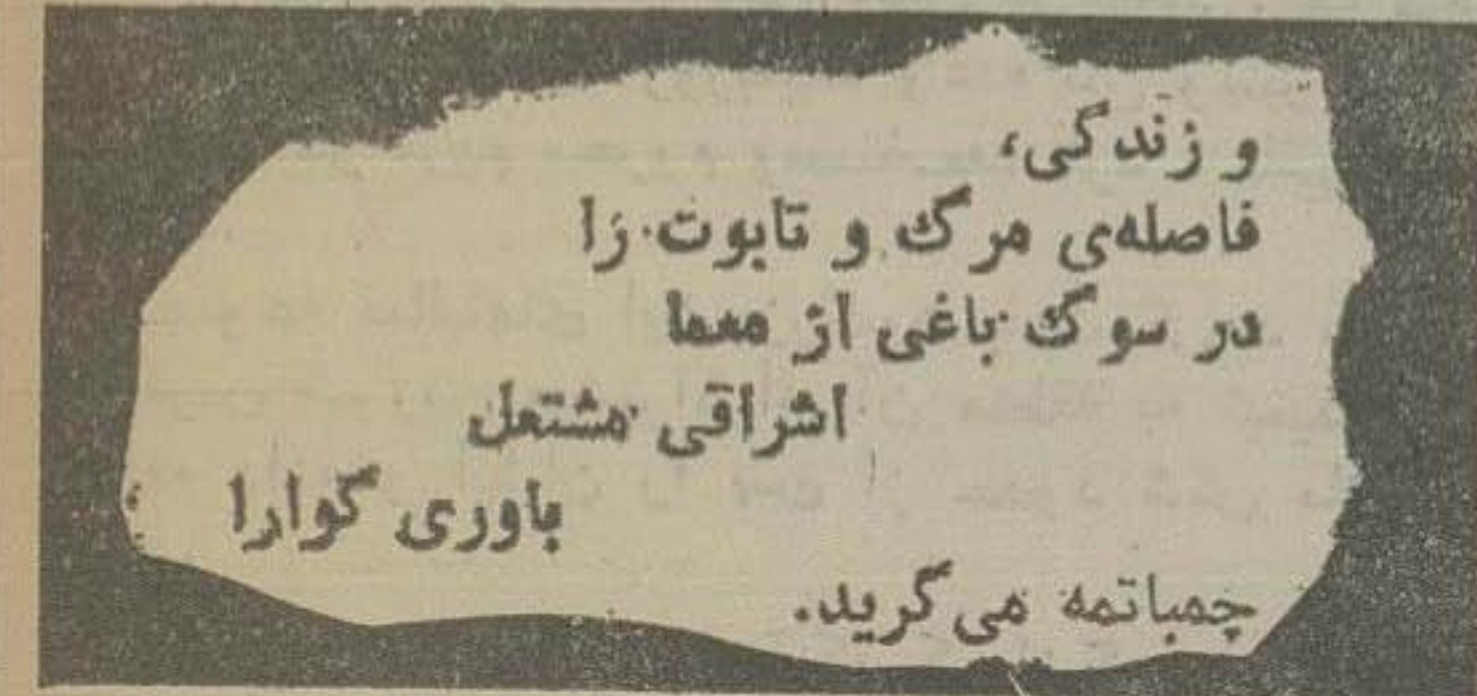 و زندگی،
فاصله‌ی مرگ و تابوت را
در سوگ باغی از معما
اشراقی مشتعل
باوری گوارا
چمباتمه می‌گرید.